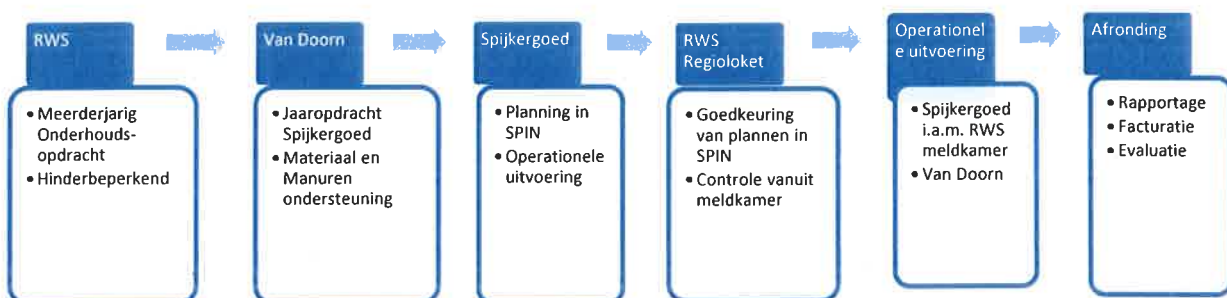 RWS
Meerderjarig
Onderhouds-
opdracht
Hinderbeperkend
Van Doorn
Jaaropdracht
Spijkergoed
Materiaal en
Manuren
ondersteuning
Spijkergoed
Planning in
SPIN
Operationele
uitvoering
RWS
Regioloket
Goedkeuring
van plannen in
SPIN
Controle vanuit
meldkamer
Operationel
e uitvoering
Spijkergoed
i.a.m. RWS
meldkamer
Van Doorn
Afronding
Rapportage
Facturatie
Evaluatie